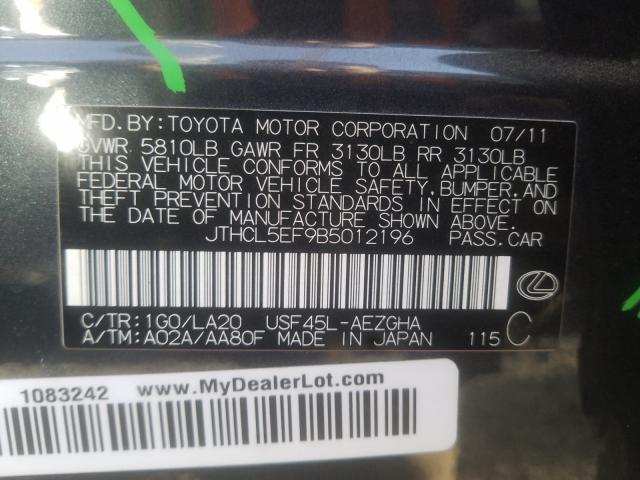 MFD.BY:TOYOTA MOTOR CORPORATION 07/11
GVWR 5810LB GAWR FR 3130LB RR 3130LB
THIS VEHICLE CONFORMS TO ALL APPLICABLE
FEDERAL MOTOR VEHICLE SAFETY, BUMPER, AND
THEFT PREVENTION STANDARDS IN EFFECT ON
THE DATE OF MANUFACTURE SHOWN ABOVE.
JTHCL5EF9B5012196 PASS.CAR
C/TR:1G0/LA20 USF45L-AEZGHA
A/TM:A02A/AA80F MADE IN JAPAN 115 C
1083242 www.MyDealerLot.com